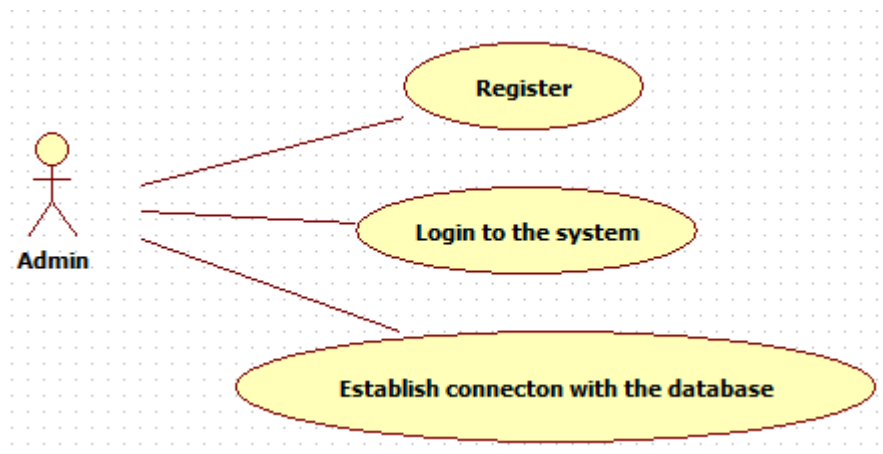 Register
Admin
Login to the system
Establish connecton with the database